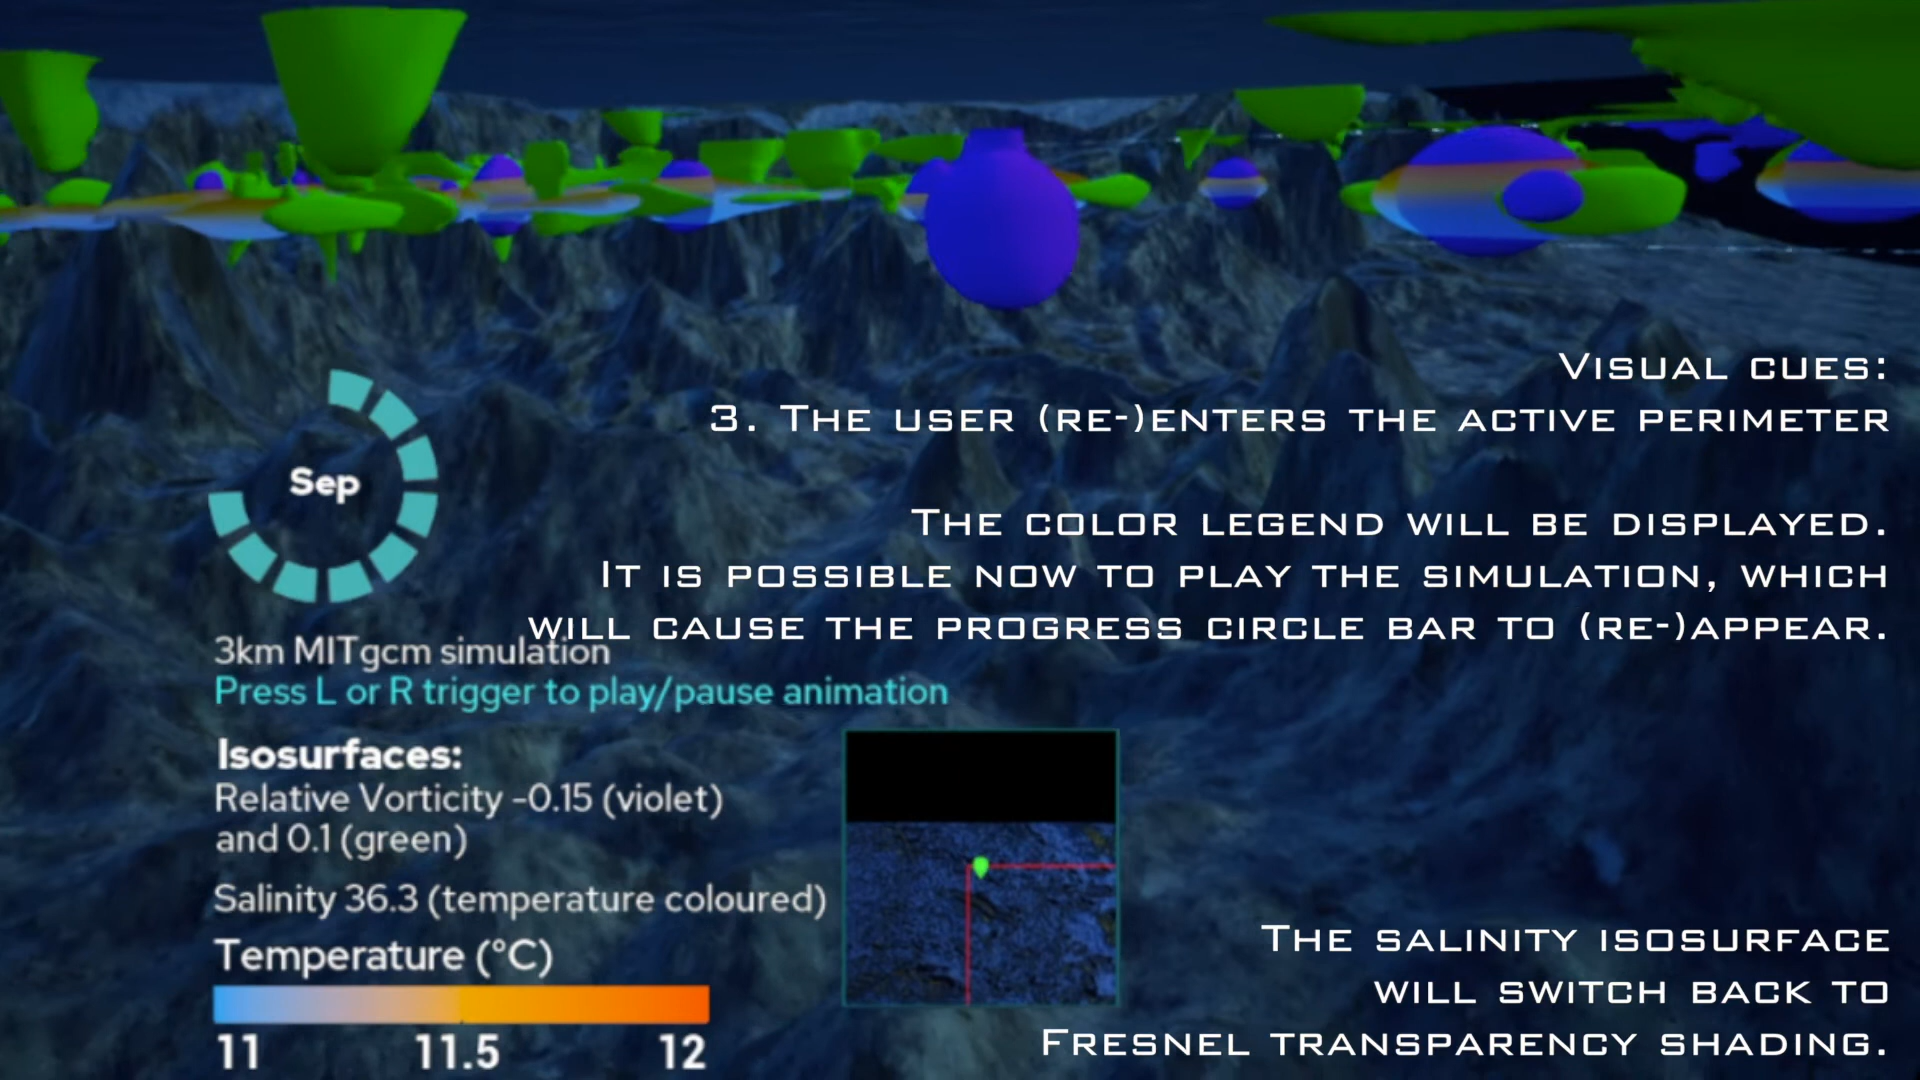 Visual cues:
3. The user (re-)enters the active perimeter
Sep
The color legend will be displayed.
It is possible now to play the simulation, which
will cause the progress circle bar to (re-)appear.
3km MITgcm simulation
Press L or R trigger to play/pause animation
Isosurfaces:
Relative Vorticity -0.15 (violet)
and 0.1 (green)
Salinity 36.3 (temperature coloured)
Temperature (°C)
11 11.5 12
The salinity isosurface
will switch back to
Fresnel transparency shading.